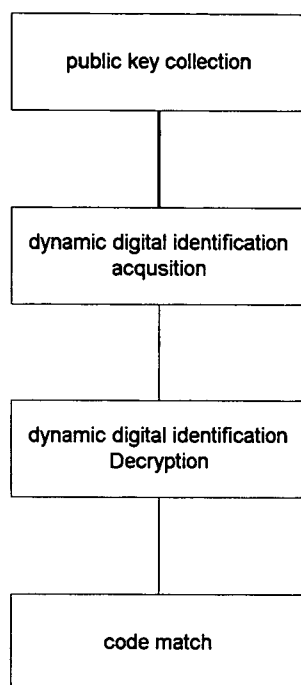 public key collection
dynamic digital identification
acqusition
dynamic digital identification
Decryption
code match